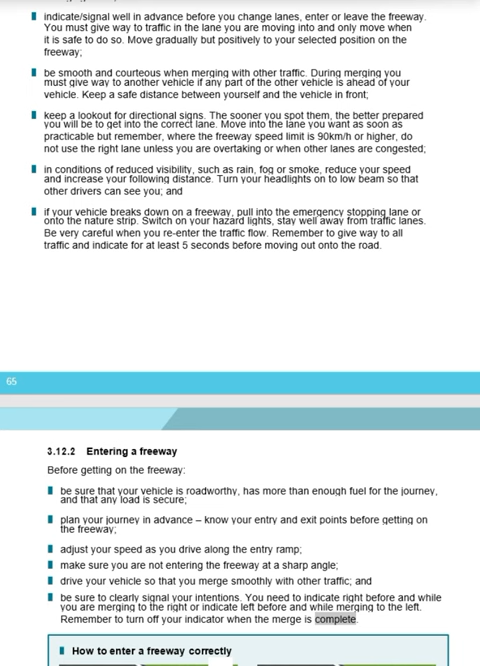 indicate/signal well in advance before you change lanes, enter or leave the freeway.
You must give way to traffic in the lane you are moving into and only move when
it is safe to do so. Move gradually but positively to your selected position on the
freeway;
be smooth and courteous when merging with other traffic. During merging you
must give way to another vehicle if any part of the other vehicle is ahead of your
vehicle. Keep a safe distance between yourself and the vehicle in front;
keep a lookout for directional signs. The sooner you spot them, the better prepared
you will be to get into the correct lane. Move into the lane you want as soon as
practicable but remember, where the freeway speed limit is 90km/h or higher, do
not use the right lane unless you are overtaking or when other lanes are congested;
in conditions of reduced visibility, such as rain, fog or smoke, reduce your speed
and increase your following distance. Turn your headlights on to low beam so that
other drivers can see you; and
if your vehicle breaks down on a freeway, pull into the emergency stopping lane or
onto the nature strip. Switch on your hazard lights, stay well away from traffic lanes.
Be very careful when you re-enter the traffic flow. Remember to give way to all
traffic and indicate for at least 5 seconds before moving out onto the road.
65
3.12.2 Entering a freeway
Before getting on the freeway:
be sure that your vehicle is roadworthy, has more than enough fuel for the journey,
and that any load is secure;
plan your journey in advance – know your entry and exit points before getting on
the freeway;
adjust your speed as you drive along the entry ramp;
make sure you are not entering the freeway at a sharp angle;
drive your vehicle so that you merge smoothly with other traffic; and
be sure to clearly signal your intentions. You need to indicate right before and while
you are merging to the right or indicate left before and while merging to the left.
Remember to turn off your indicator when the merge is complete.
How to enter a freeway correctly